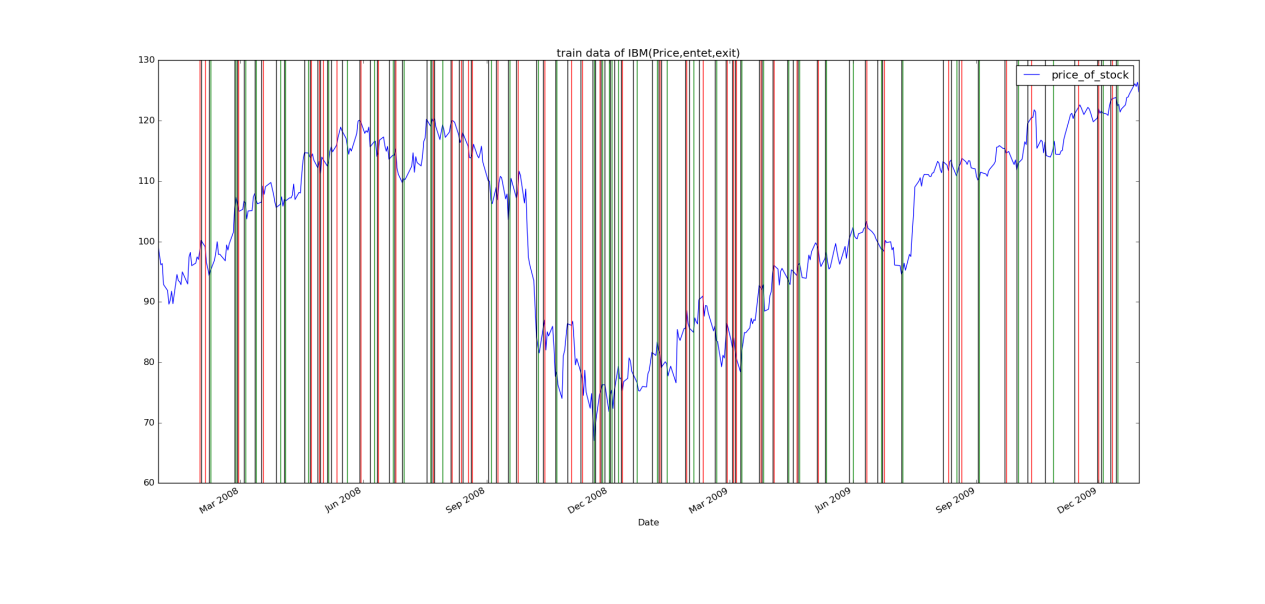 train data of IBM(Price,entet,exit)
130
120
110
100
90
80
70
60
price_of_stock
Mar 2008
Jun 2008
Sep 2008
Dec 2008
Mar 2009
Jun 2009
Sep 2009
Dec 2009
Date